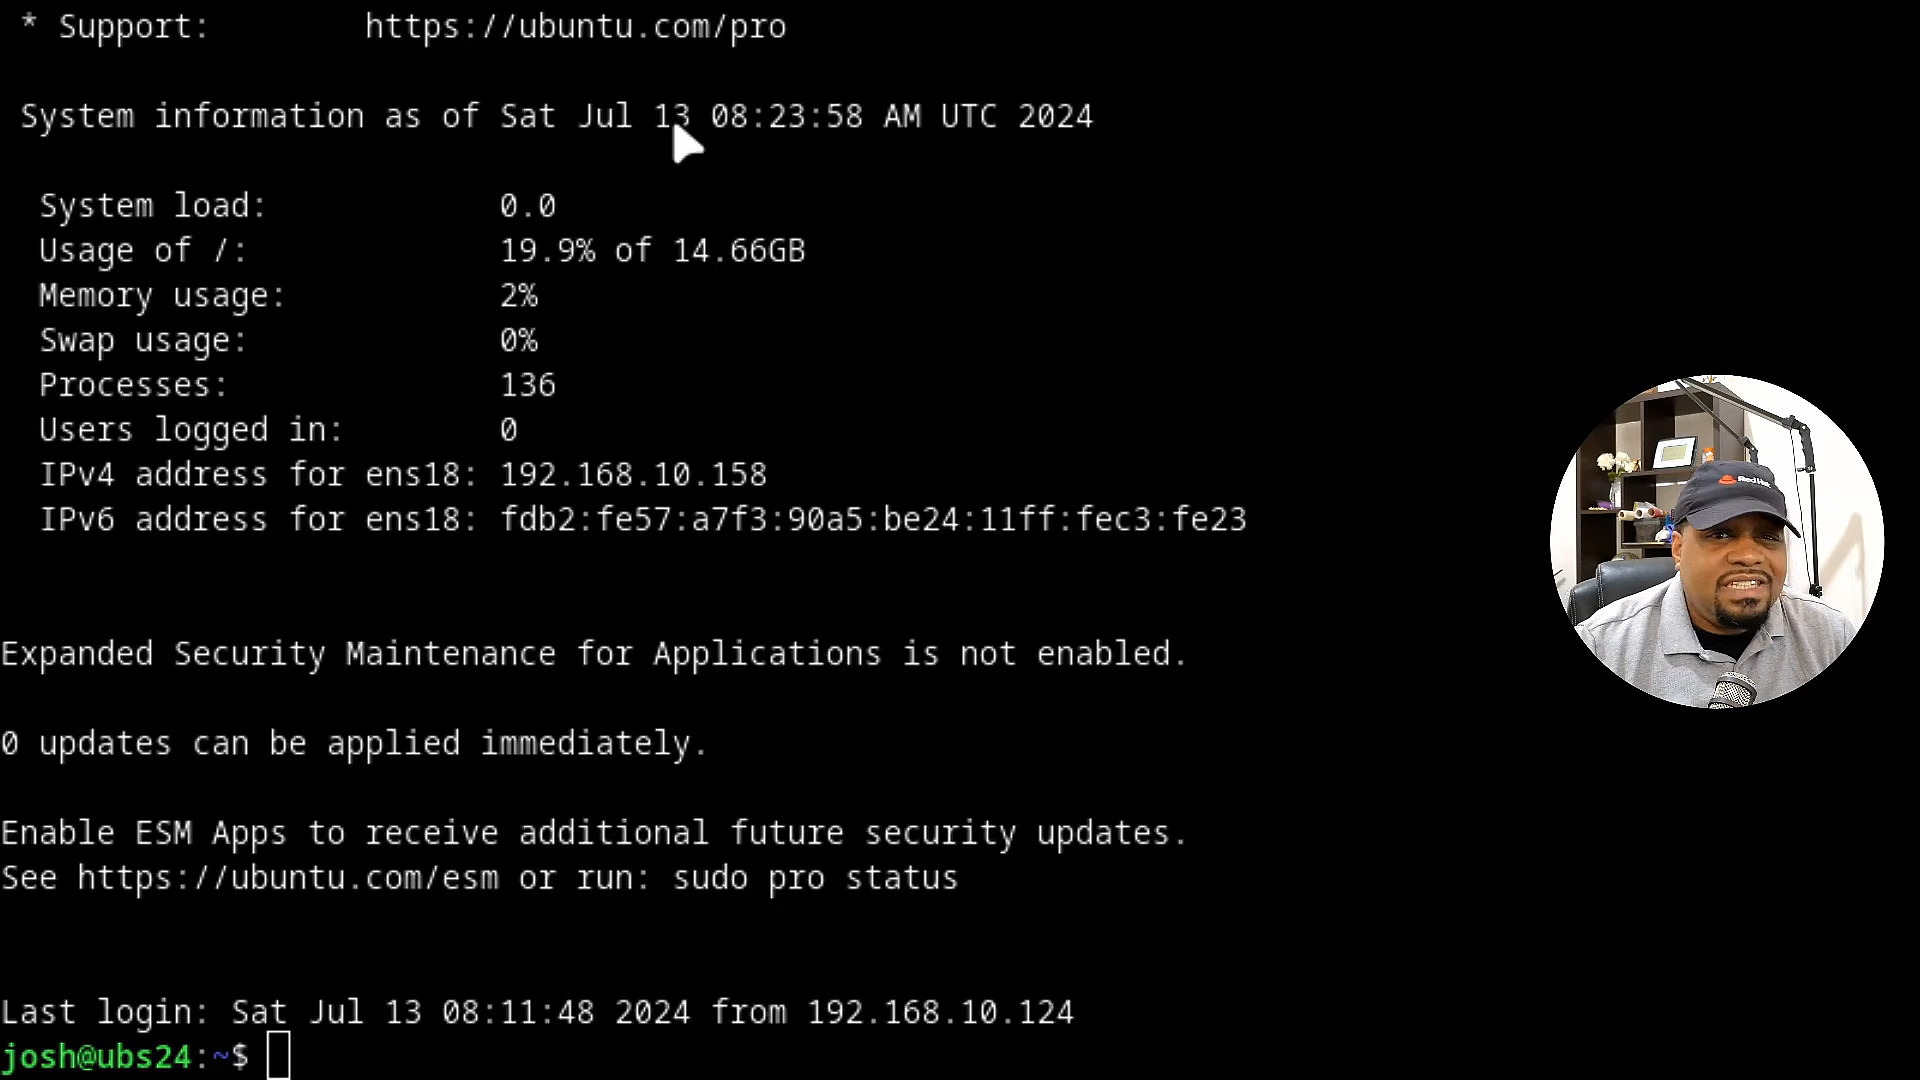 * Support: https://ubuntu.com/pro
System information as of Sat Jul 13 08:23:58 AM UTC 2024
System load: 0.0
Usage of /: 19.9% of 14.66GB
Memory usage: 2%
Swap usage: 0%
Processes: 136
Users logged in: 0
IPv4 address for ens18: 192.168.10.158
IPv6 address for ens18: fdb2:fe57:a7f3:90a5:be24:11ff:fec3:fe23
Expanded Security Maintenance for Applications is not enabled.
0 updates can be applied immediately.
Enable ESM Apps to receive additional future security updates.
See https://ubuntu.com/esm or run: sudo pro status
Last login: Sat Jul 13 08:11:48 2024 from 192.168.10.124
josh@ubs24:~$
Red Hat